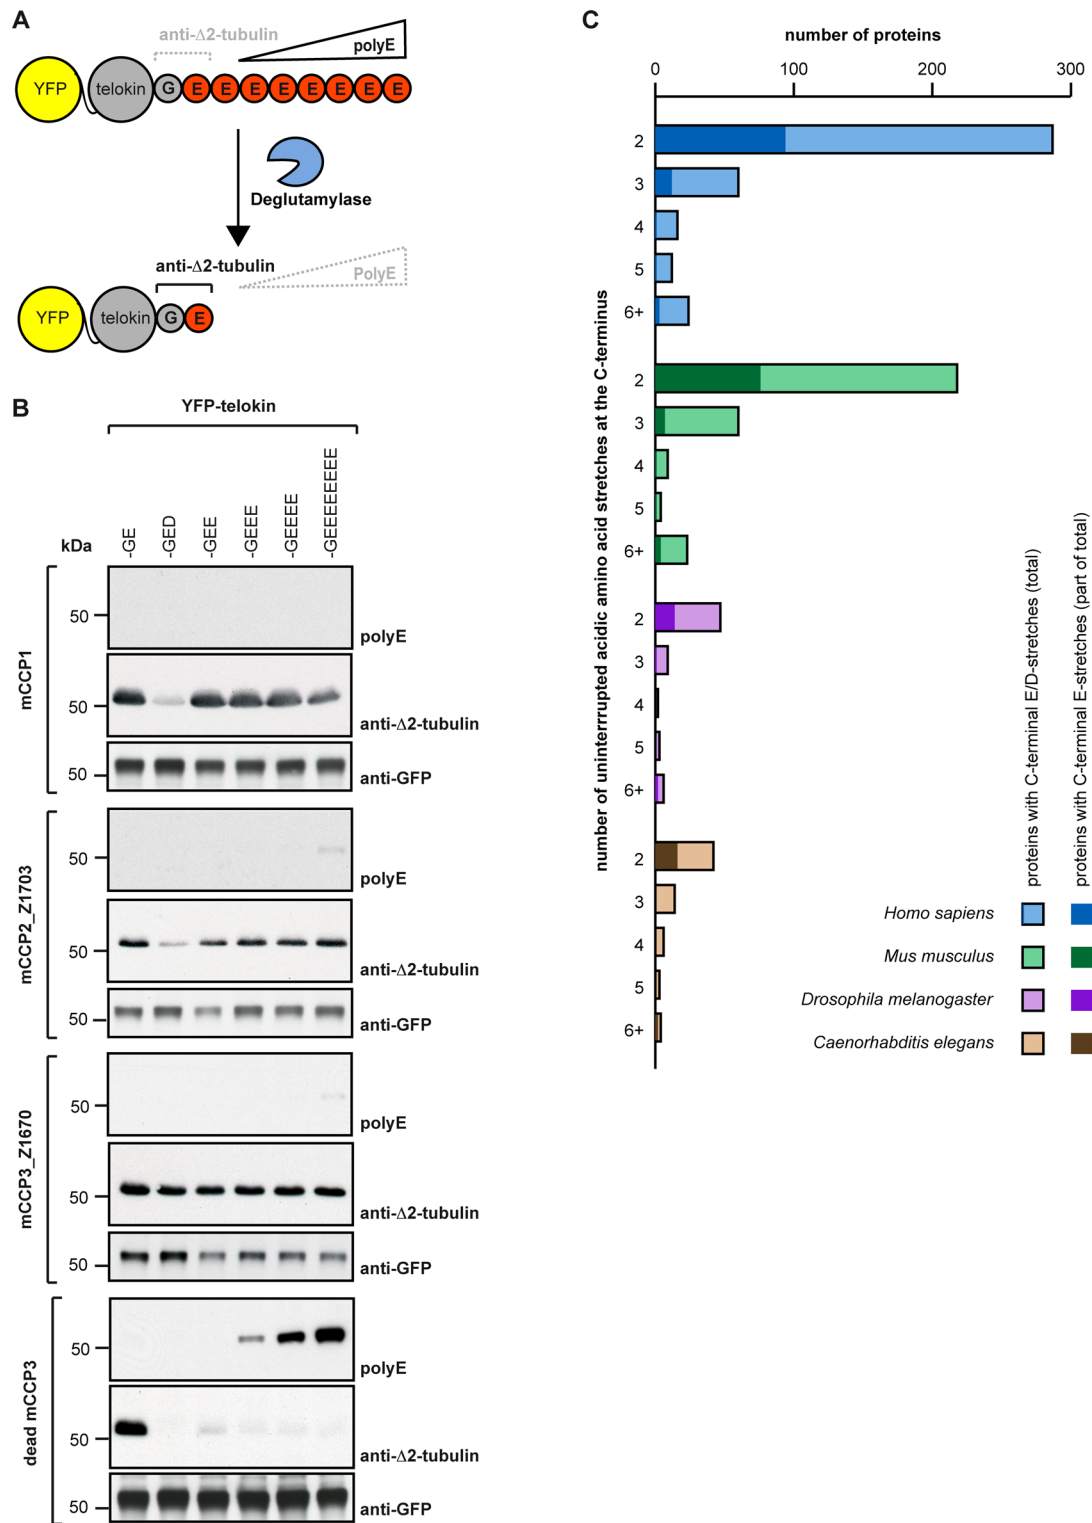 A
anti-Δ2-tubulin
polyE
YFP
telokin
G E E E E E E E E
Deglutamylase
anti-Δ2-tubulin
PolyE
YFP
telokin
G E
B
YFP-telokin
-GE
-GED
-GEE
-GEEE
-GEEEE
-GEEEEEEEEE
kDa
mCCP1
50
polyE
50
anti-Δ2-tubulin
50
anti-GFP
mCCP2_Z1703
50
polyE
50
anti-Δ2-tubulin
50
anti-GFP
mCCP3_Z1670
50
polyE
50
anti-Δ2-tubulin
50
anti-GFP
dead mCCP3
50
polyE
50
anti-Δ2-tubulin
50
anti-GFP
C
number of proteins
0 100 200 300
number of uninterrrupted acidic amino acid stretches at the C-terminus
2
3
4
5
6+
2
3
4
5
6+
2
3
4
5
6+
2
3
4
5
6+
proteins with C-terminal E/D-stretches (total)
proteins with C-terminal E-stretches (part of total)
Homo sapiens
Mus musculus
Drosophila melanogaster
Caenorhabditis elegans